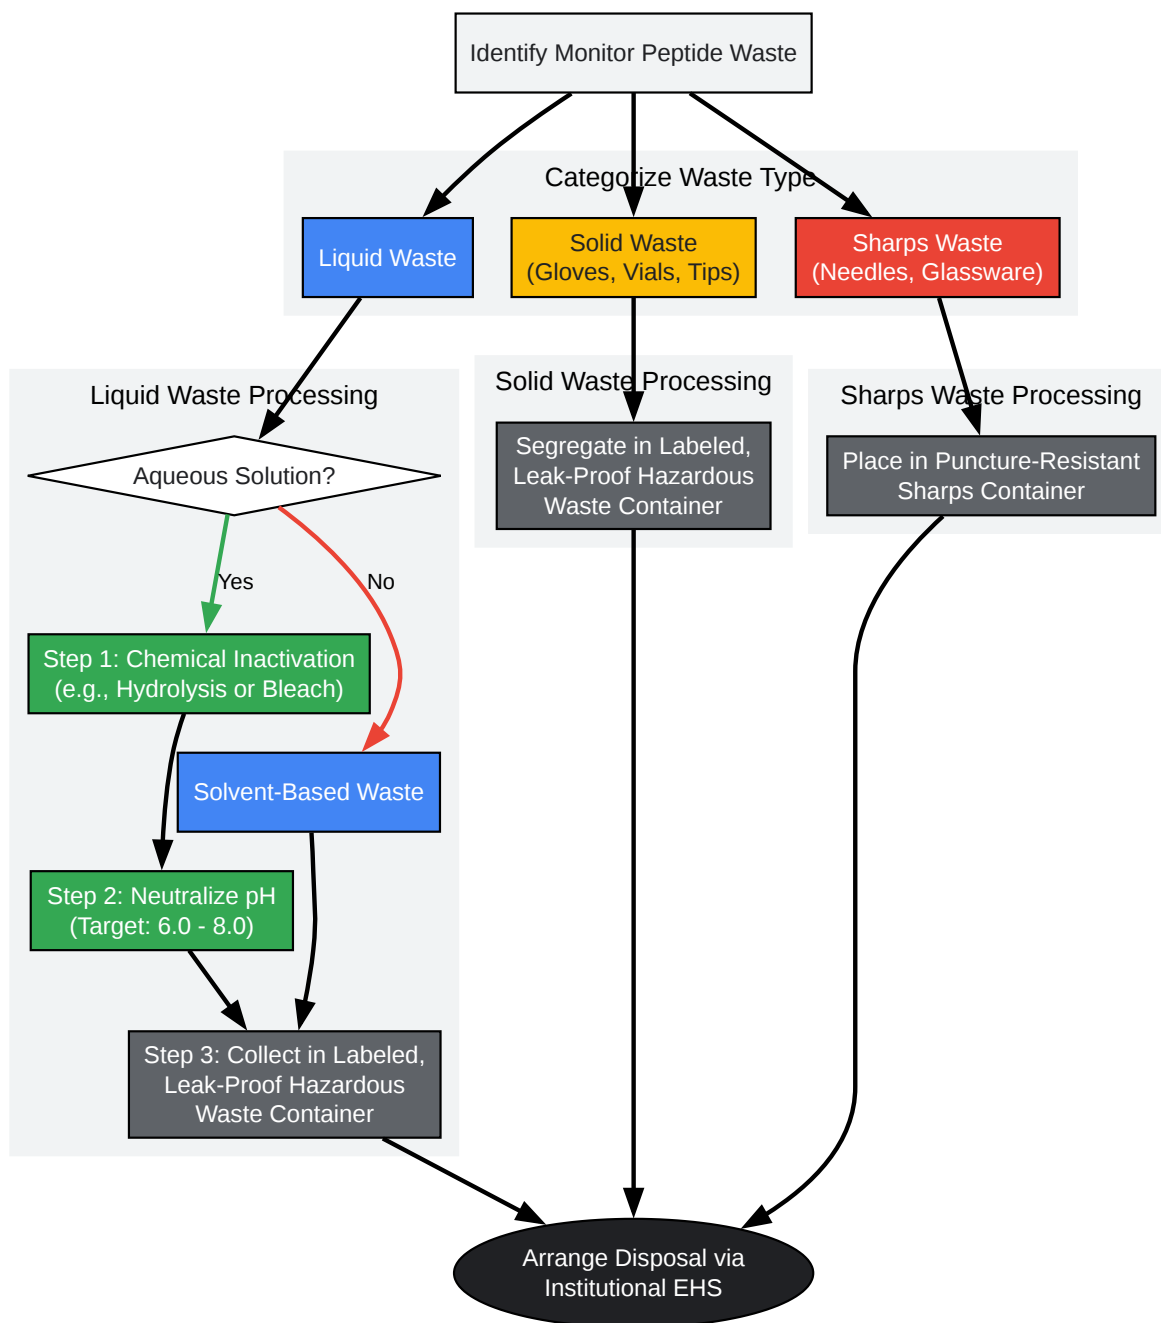 Identify Monitor Peptide Waste
Categorize Waste Type
Liquid Waste
Solid Waste
(Gloves, Vials, Tips)
Sharps Waste
(Needles, Glassware)
Liquid Waste Processing
Aqueous Solution?
Yes
No
Step 1: Chemical Inactivation
(e.g., Hydrolysis or Bleach)
Solvent-Based Waste
Step 2: Neutralize pH
(Target: 6.0 - 8.0)
Step 3: Collect in Labeled,
Leak-Proof Hazardous
Waste Container
Solid Waste Processing
Segregate in Labeled,
Leak-Proof Hazardous
Waste Container
Sharps Waste Processing
Place in Puncture-Resistant
Sharps Container
Arrange Disposal via
Institutional EHS